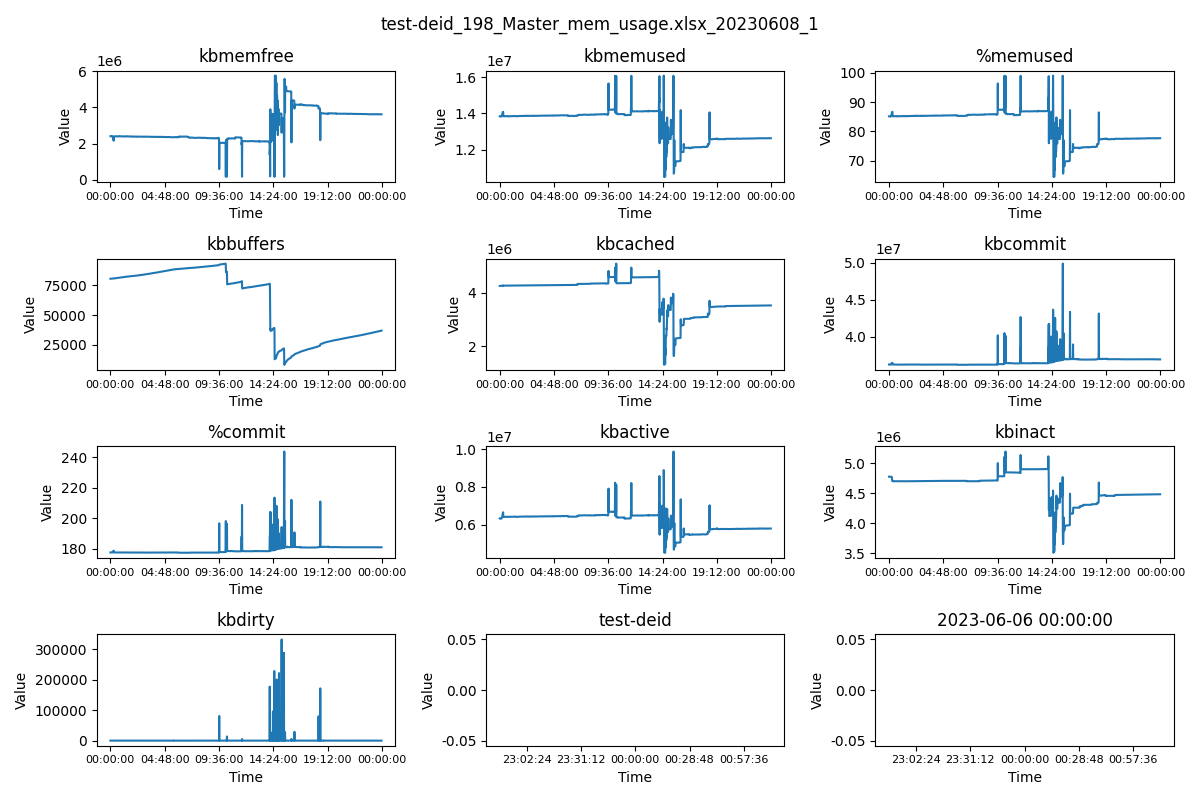 test-deid_198_Master_mem_usage.xlsx_20230608_1
kbmemfree
1e6
6
4
2
0
Value
00:00:00 04:48:00 09:36:00 14:24:00 19:12:00 00:00:00
Time
kbmemused
1e7
1.6
1.4
1.2
Value
00:00:00 04:48:00 09:36:00 14:24:00 19:12:00 00:00:00
Time
%memused
100
90
80
70
Value
00:00:00 04:48:00 09:36:00 14:24:00 19:12:00 00:00:00
Time
kbbuffers
75000
50000
25000
Value
00:00:00 04:48:00 09:36:00 14:24:00 19:12:00 00:00:00
Time
kbcached
1e6
4
2
Value
00:00:00 04:48:00 09:36:00 14:24:00 19:12:00 00:00:00
Time
kbcommit
1e7
5.0
4.5
4.0
Value
00:00:00 04:48:00 09:36:00 14:24:00 19:12:00 00:00:00
Time
%commit
240
220
200
180
Value
00:00:00 04:48:00 09:36:00 14:24:00 19:12:00 00:00:00
Time
kbactive
1e7
1.0
0.8
0.6
Value
00:00:00 04:48:00 09:36:00 14:24:00 19:12:00 00:00:00
Time
kbinact
1e6
5.0
4.5
4.0
3.5
Value
00:00:00 04:48:00 09:36:00 14:24:00 19:12:00 00:00:00
Time
kbdirty
300000
200000
100000
0
Value
00:00:00 04:48:00 09:36:00 14:24:00 19:12:00 00:00:00
Time
test-deid
0.05
0.00
-0.05
Value
23:02:24 23:31:12 00:00:00 00:28:48 00:57:36
Time
2023-06-06 00:00:00
0.05
0.00
-0.05
Value
23:02:24 23:31:12 00:00:00 00:28:48 00:57:36
Time